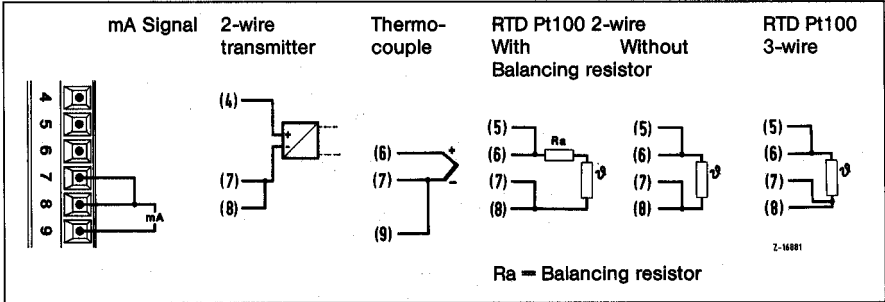 mA Signal
2-wire
transmitter
Thermo-
couple
RTD Pt100 2-wire
With
Without
Balancing resistor
RTD Pt100
3-wire
4
5
6
7
8
9
mA
(4)
(7)
(8)
+
-
(6)
(7)
(9)
+
-
(5)
(6)
(7)
(8)
Ra
ϑ
(5)
(6)
(7)
(8)
ϑ
(5)
(6)
(7)
(8)
ϑ
Z-16881
Ra = Balancing resistor